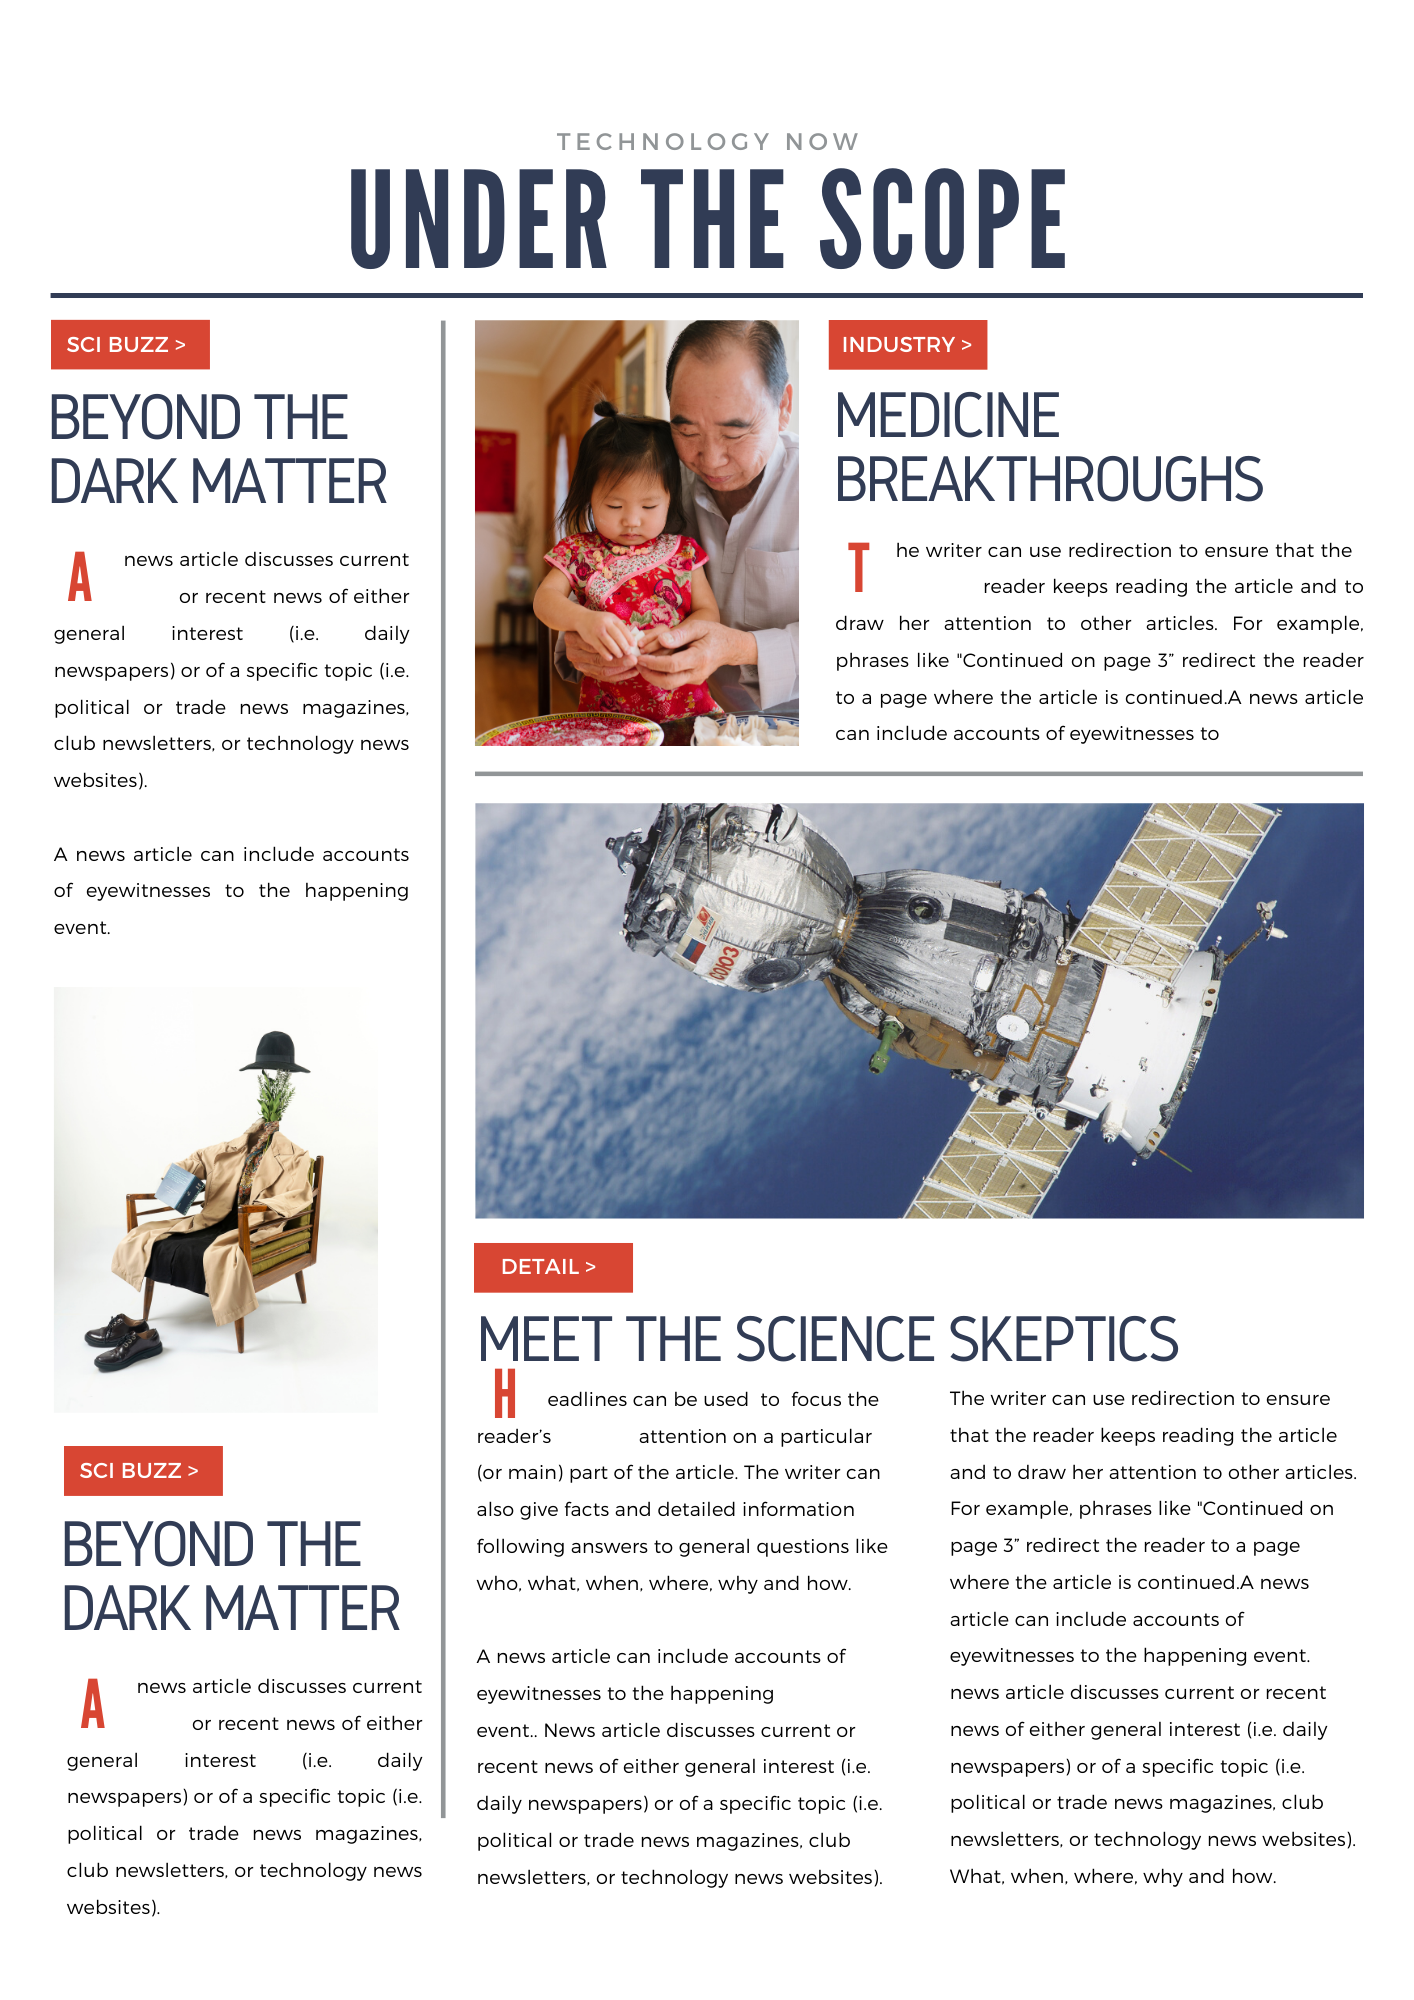 TECHNOLOGY NOW
UNDER THE SCOPE
SCI BUZZ >
BEYOND THE
DARK MATTER
A news article discusses current
or recent news of either
general interest (i.e. daily
newspapers) or of a specific topic (i.e.
political or trade news magazines,
club newsletters, or technology news
websites).
A news article can include accounts
of eyewitnesses to the happening
event.
SCI BUZZ >
BEYOND THE
DARK MATTER
A news article discusses current
or recent news of either
general interest (i.e. daily
newspapers) or of a specific topic (i.e.
political or trade news magazines,
club newsletters, or technology news
websites).
INDUSTRY >
MEDICINE
BREAKTHROUGHS
The writer can use redirection to ensure that the
reader keeps reading the article and to
draw her attention to other articles. For example,
phrases like "Continued on page 3” redirect the reader
to a page where the article is continued.A news article
can include accounts of eyewitnesses to
СОЮЗ
DETAIL >
MEET THE SCIENCE SKEPTICS
Headlines can be used to focus the
reader’s attention on a particular
(or main) part of the article. The writer can
also give facts and detailed information
following answers to general questions like
who, what, when, where, why and how.
A news article can include accounts of
eyewitnesses to the happening
event.. News article discusses current or
recent news of either general interest (i.e.
daily newspapers) or of a specific topic (i.e.
political or trade news magazines, club
newsletters, or technology news websites).
The writer can use redirection to ensure
that the reader keeps reading the article
and to draw her attention to other articles.
For example, phrases like "Continued on
page 3” redirect the reader to a page
where the article is continued.A news
article can include accounts of
eyewitnesses to the happening event.
news article discusses current or recent
news of either general interest (i.e. daily
newspapers) or of a specific topic (i.e.
political or trade news magazines, club
newsletters, or technology news websites).
What, when, where, why and how.